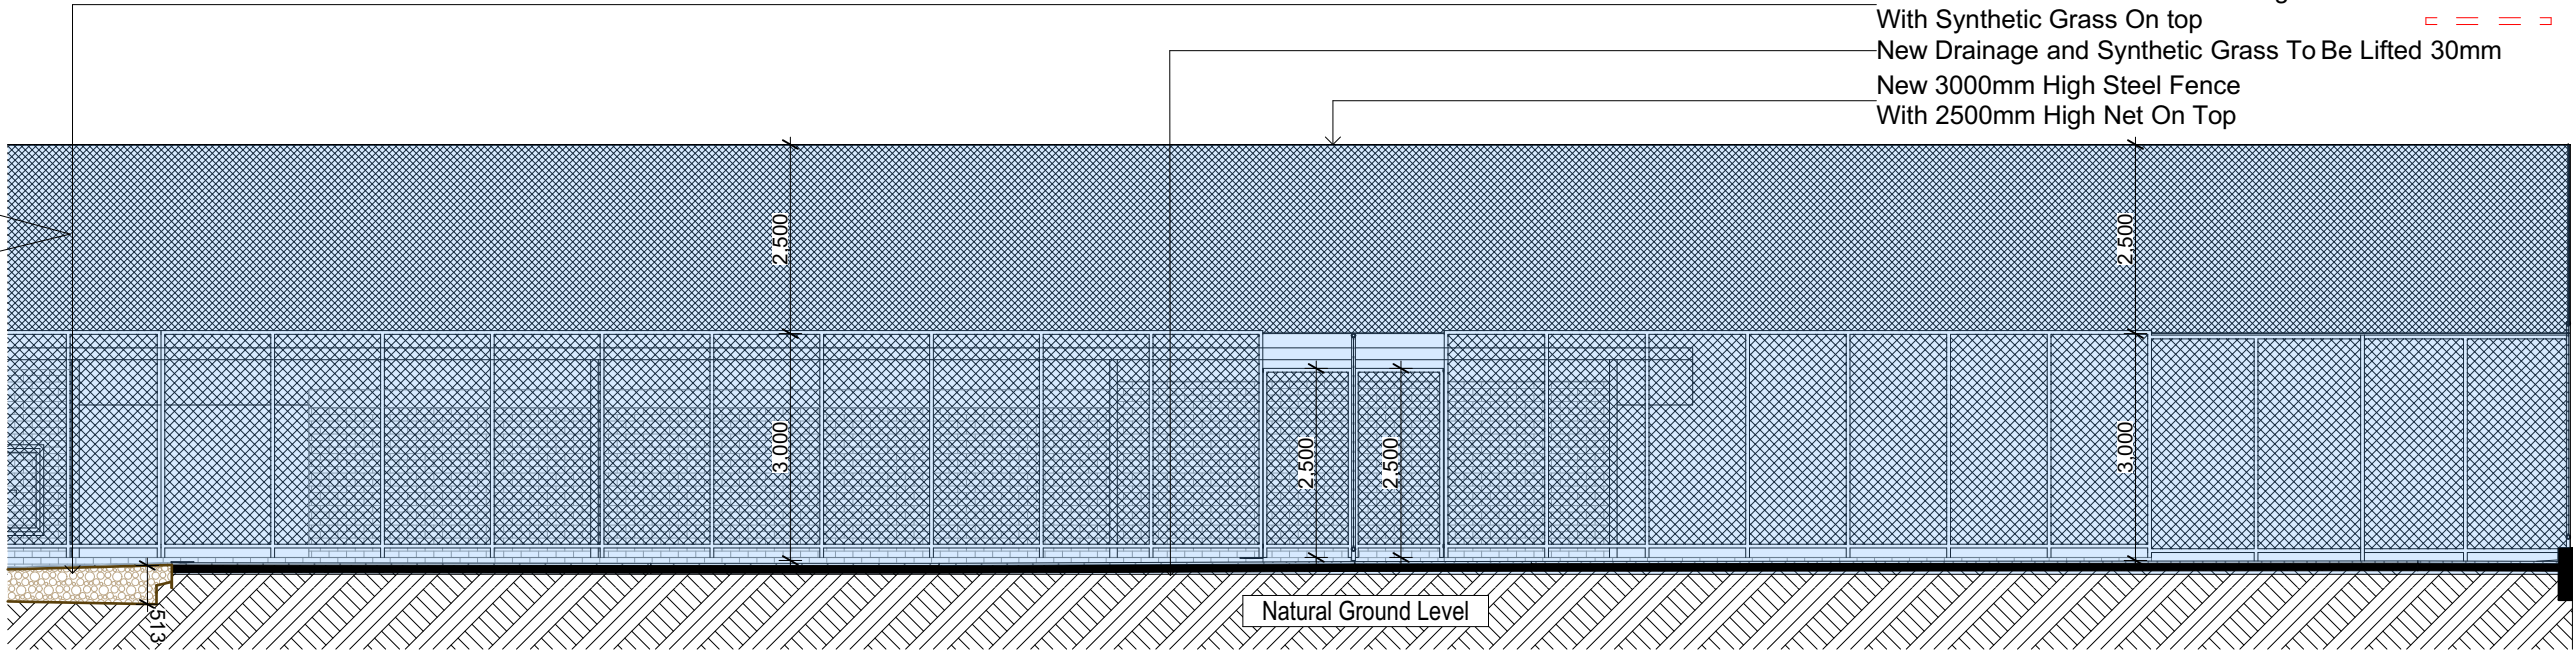 With Synthetic Grass On top
New Drainage and Synthetic Grass To Be Lifted 30mm
New 3000mm High Steel Fence
With 2500mm High Net On Top
2,500
2,500
3,000
2,500
2,500
3,000
513
Natural Ground Level